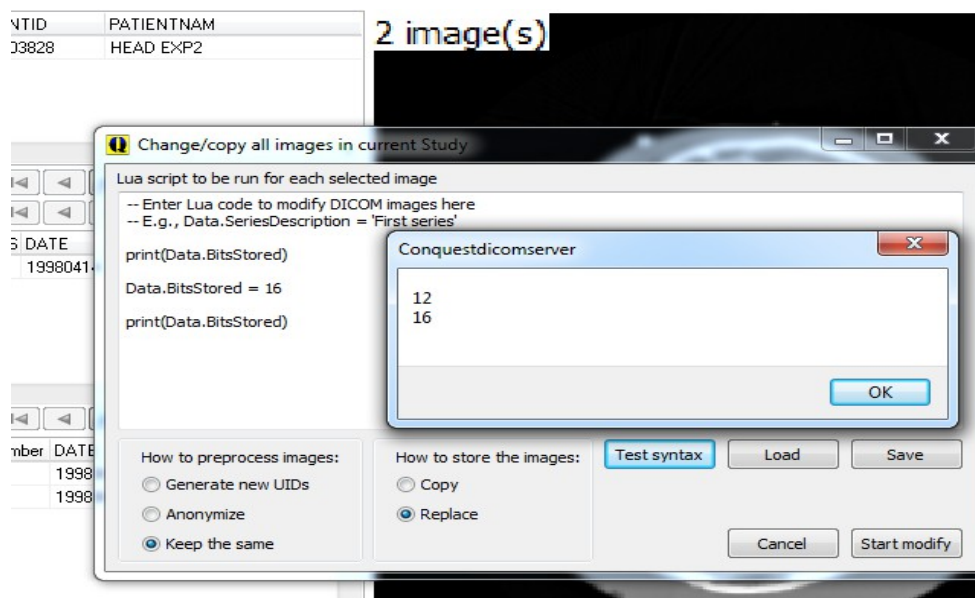 NTID PATIENTNAM
03828 HEAD EXP2
2 image(s)
Change/copy all images in current Study
Lua script to be run for each selected image
-- Enter Lua code to modify DICOM images here
-- E.g., Data.SeriesDescription = 'First series'
print(Data.BitsStored)
Data.BitsStored = 16
print(Data.BitsStored)
S DATE
1998041
Conquestdicomserver
12
16
OK
mber DATE
1998
1998
How to preprocess images:
Generate new UIDs
Anonymize
Keep the same
How to store the images:
Copy
Replace
Test syntax Load Save
Cancel Start modify